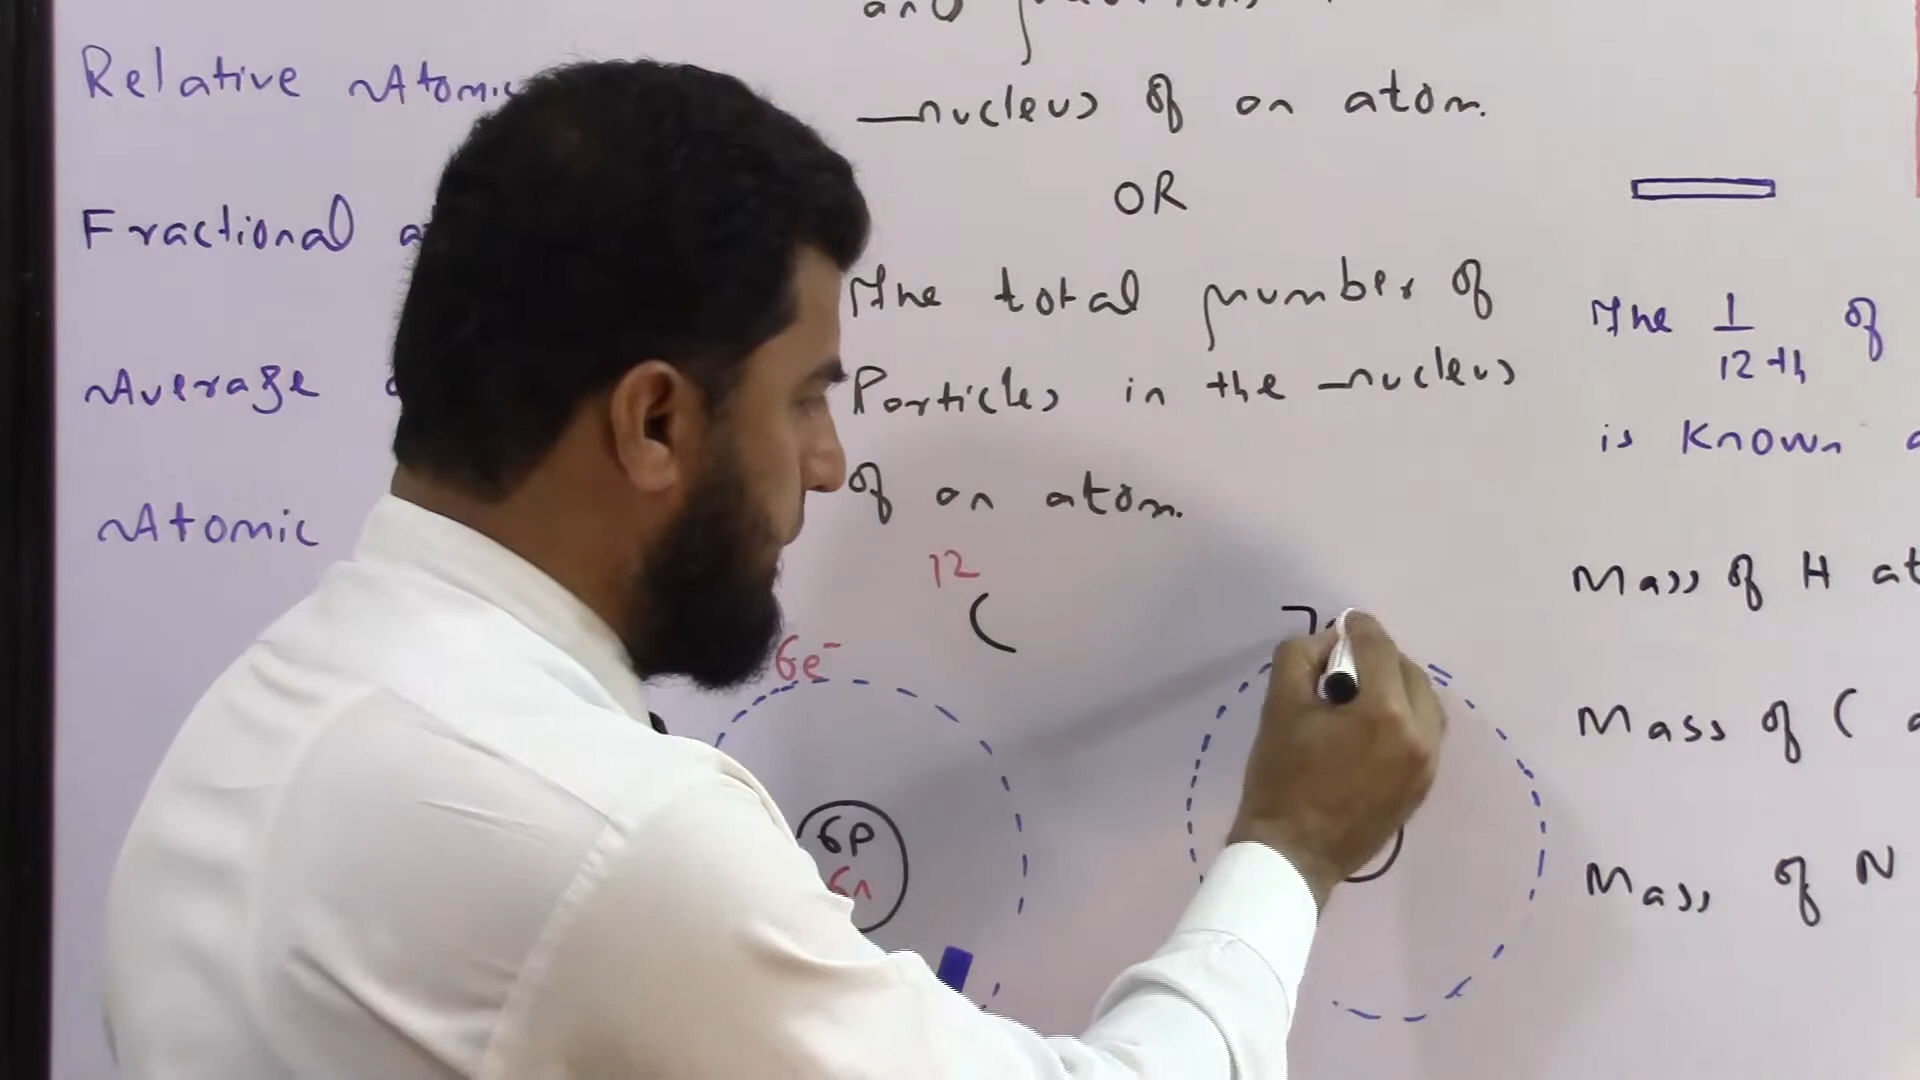 Relative Atomic
Fractional
Average
Atomic
and
nucleus of an atom.
OR
The total number of
Particles in the nucleus
of an atom.
12
C
6e⁻
6P
6n
7
The 1/12th of
is known
Mass of H at
Mass of C a
Mass of N